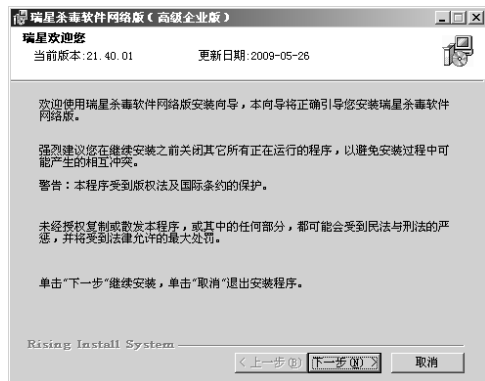 瑞星杀毒软件网络版(高级企业版)
瑞星欢迎您
当前版本:21.40.01 更新日期:2009-05-26
欢迎使用瑞星杀毒软件网络版安装向导，本向导将正确引导您安装瑞星杀毒软件
网络版。
强烈建议您在继续安装之前关闭其它所有正在运行的程序，以避免安装过程中可
能产生的相互冲突。
警告：本程序受到版权法及国际条约的保护。
未经授权复制或散发本程序，或其中的任何部分，都可能会受到民法与刑法的严
惩，并将受到法律允许的最大处罚。
单击"下一步"继续安装，单击"取消"退出安装程序。
Rising Install System
< 上一步(B) 下一步(N) > 取消